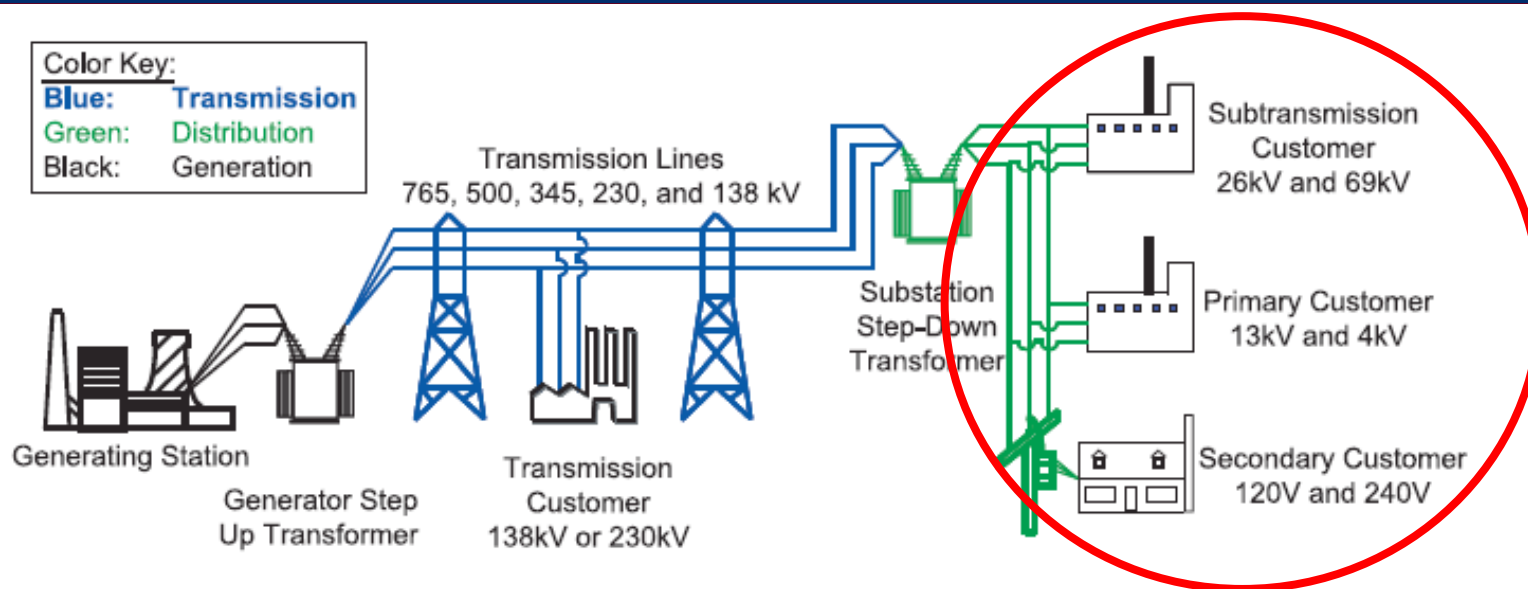 Color Key:
Blue: Transmission
Green: Distribution
Black: Generation
Transmission Lines
765, 500, 345, 230, and 138 kV
Subtransmission
Customer
26kV and 69kV
Substation
Step-Down
Transformer
Primary Customer
13kV and 4kV
Generating Station
Generator Step
Up Transformer
Transmission
Customer
138kV or 230kV
Secondary Customer
120V and 240V